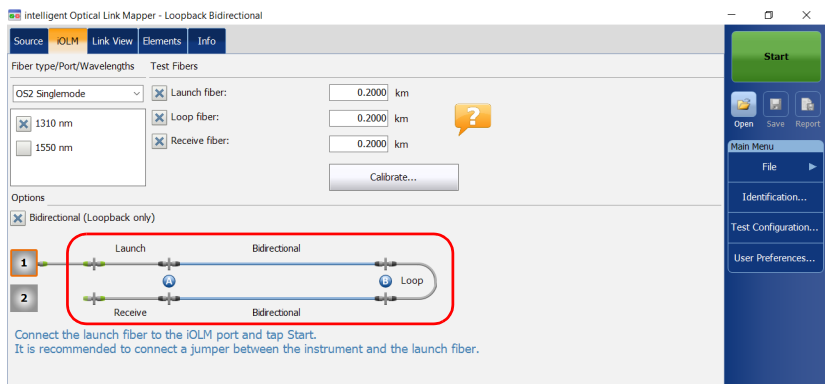 intelligent Optical Link Mapper - Loopback Bidirectional
Source iOLM Link View Elements Info
Fiber type/Port/Wavelengths Test Fibers
OS2 Singlemode
1310 nm
1550 nm
Launch fiber: 0.2000 km
Loop fiber: 0.2000 km
Receive fiber: 0.2000 km
?
Calibrate...
Options
Bidirectional (Loopback only)
Launch Bidirectional
1
A B Loop
2
Receive Bidirectional
Connect the launch fiber to the iOLM port and tap Start.
It is recommended to connect a jumper between the instrument and the launch fiber.
Start
Open Save Report
Main Menu
File
Identification...
Test Configuration...
User Preferences...